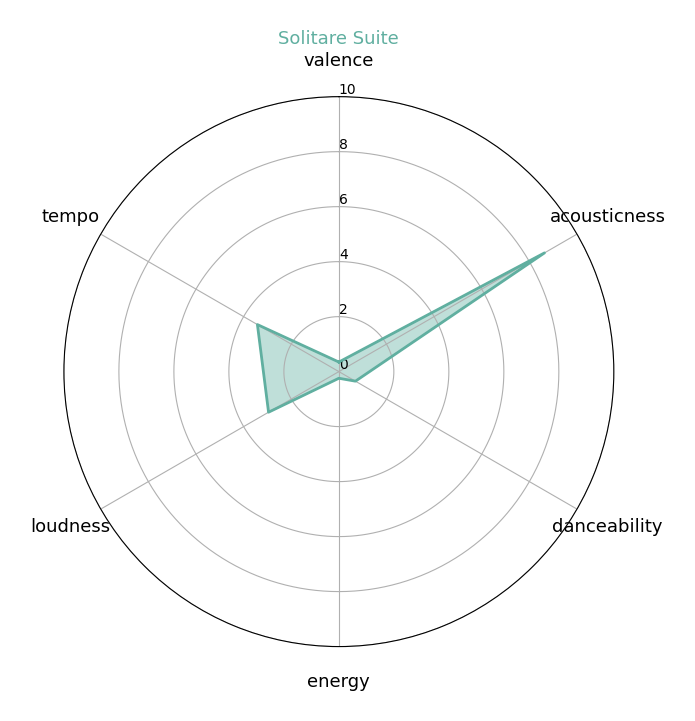 Solitare Suite
valence
10
8
tempo
acousticness
6
4
2
0
loudness
danceability
energy